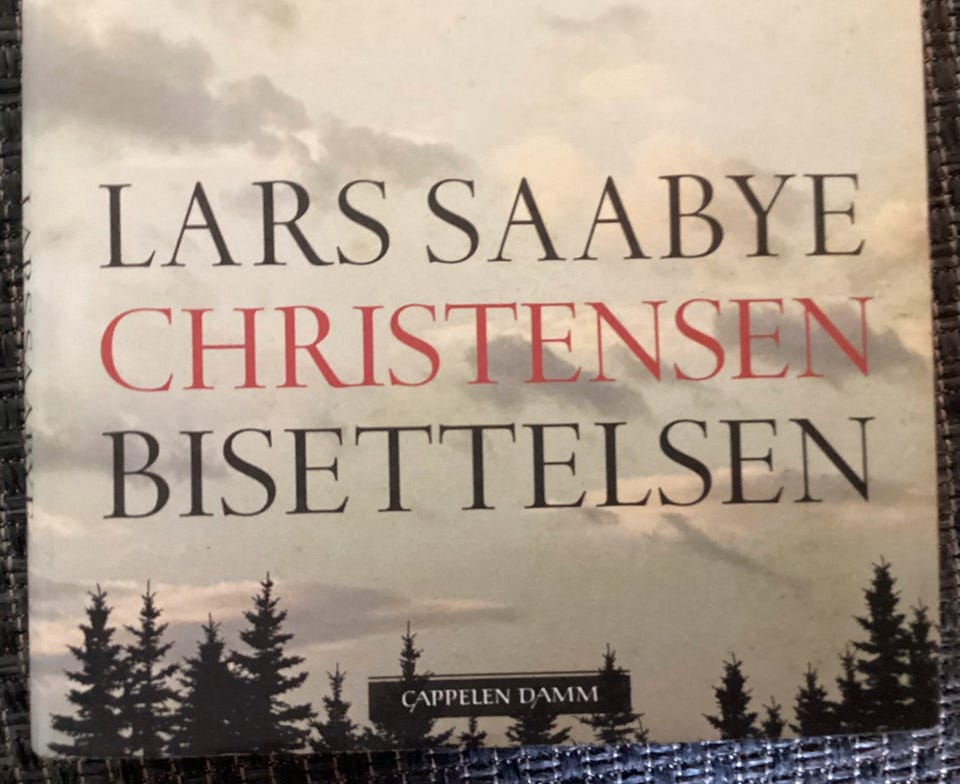 LARS SAABYE
CHRISTENSEN
BISETTELSEN
CAPPELEN DAMM